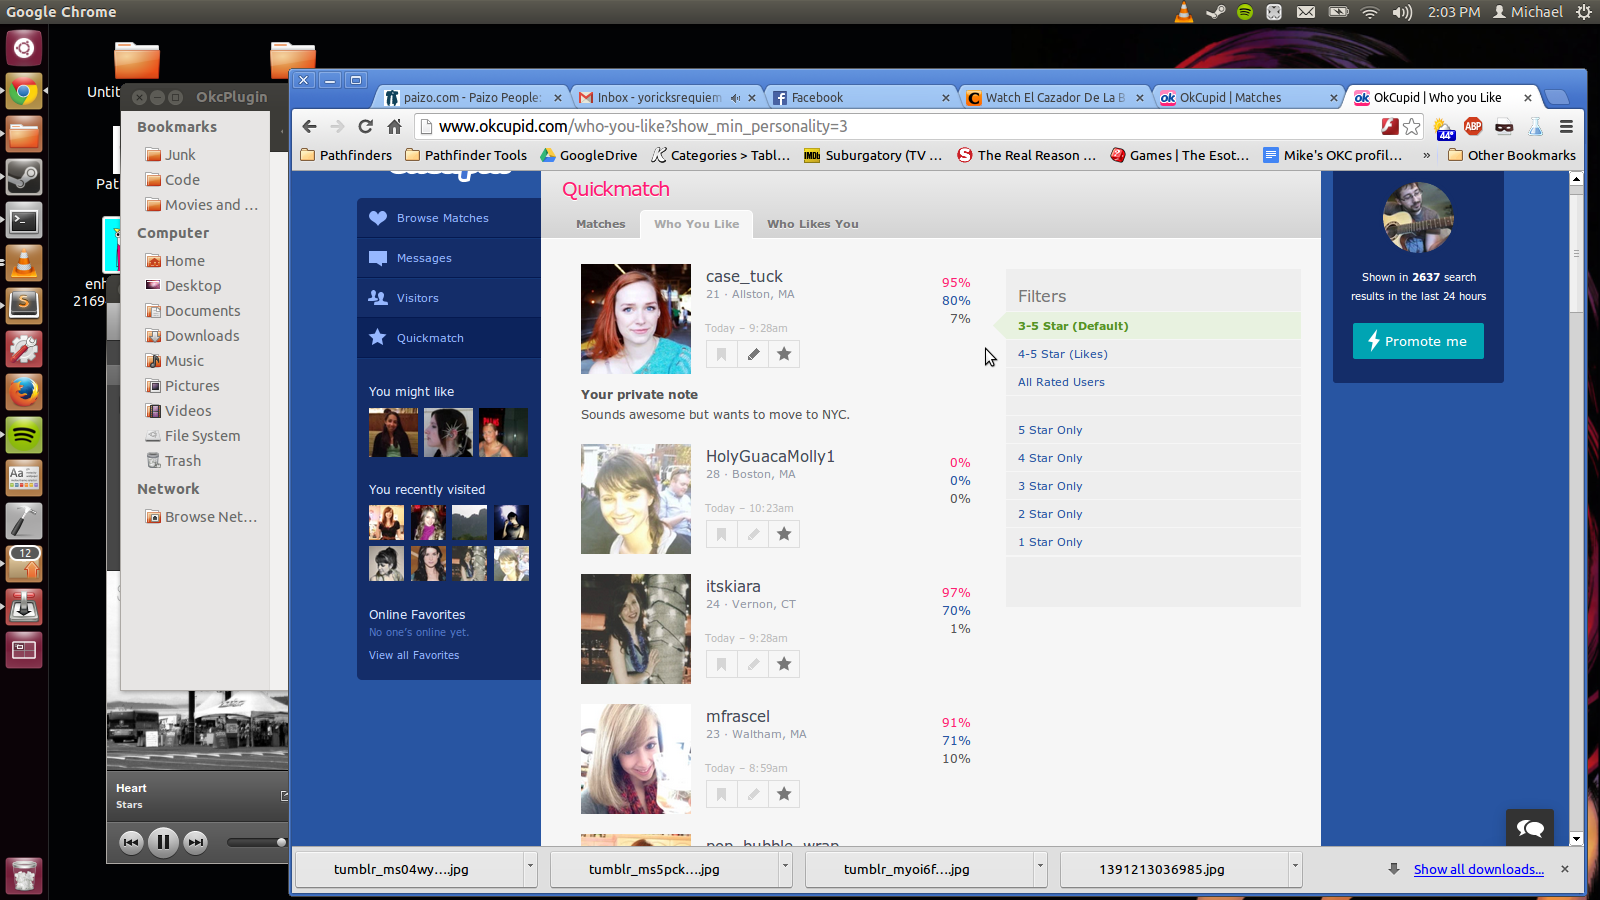 Google Chrome
2:03 PM
Michael
OkcPlugin
Bookmarks
Junk
Code
Movies and ...
Computer
Home
Desktop
Documents
Downloads
Music
Pictures
Videos
File System
Trash
Network
Browse Net...
Heart
Stars
12
paizo.com - Paizo People:
Inbox - yoricksrequiem
Facebook
Watch El Cazador De La B
OkCupid | Matches
OkCupid | Who you Like
www.okcupid.com/who-you-like?show_min_personality=3
44°
ABP
Pathfinders
Pathfinder Tools
GoogleDrive
Categories > Tabl...
Suburgatory (TV ...
The Real Reason ...
Games | The Esot...
Mike's OKC profil...
»
Other Bookmarks
Browse Matches
Messages
Visitors
Quickmatch
You might like
You recently visited
Online Favorites
No one's online yet.
View all Favorites
Quickmatch
Matches
Who You Like
Who Likes You
case_tuck
21 · Allston, MA
Today – 9:28am
95%
80%
7%
Your private note
Sounds awesome but wants to move to NYC.
HolyGuacaMolly1
28 · Boston, MA
Today – 10:23am
0%
0%
0%
itskiara
24 · Vernon, CT
Today – 9:28am
97%
70%
1%
mfrascel
23 · Waltham, MA
Today – 8:59am
91%
71%
10%
Filters
3-5 Star (Default)
4-5 Star (Likes)
All Rated Users
5 Star Only
4 Star Only
3 Star Only
2 Star Only
1 Star Only
Shown in 2637 search
results in the last 24 hours
Promote me
tumblr_ms04wy....jpg
tumblr_ms5pck....jpg
tumblr_myoi6f....jpg
1391213036985.jpg
Show all downloads...